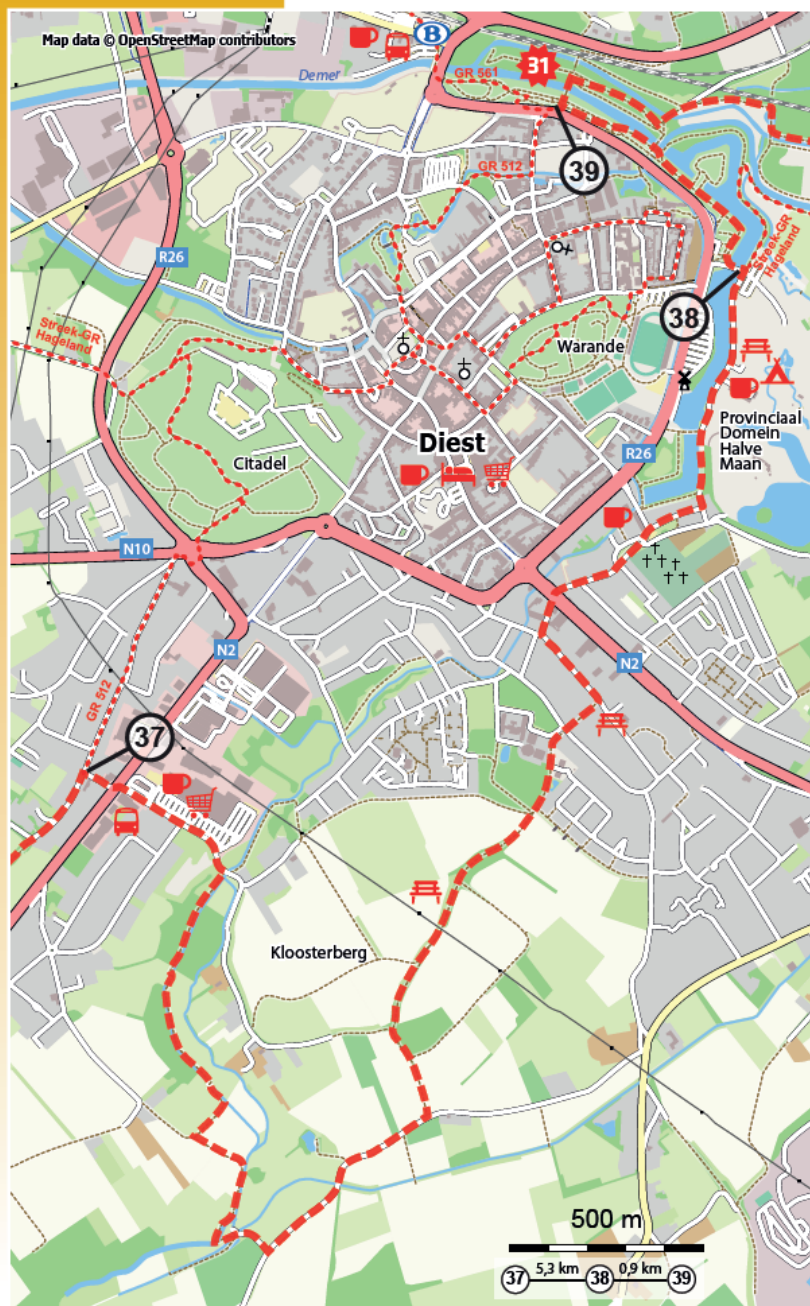 Map data © OpenStreetMap contributors
B
Demer
GR 561
31
39
GR 512
R26
Streek-GR
Hageland
Streek-GR
Hageland
38
Warande
Diest
Citadel
Provinciaal
Domein
Halve
Maan
R26
N10
N2
N2
GR 512
37
Kloosterberg
500 m
37 5,3 km 38 0,9 km 39